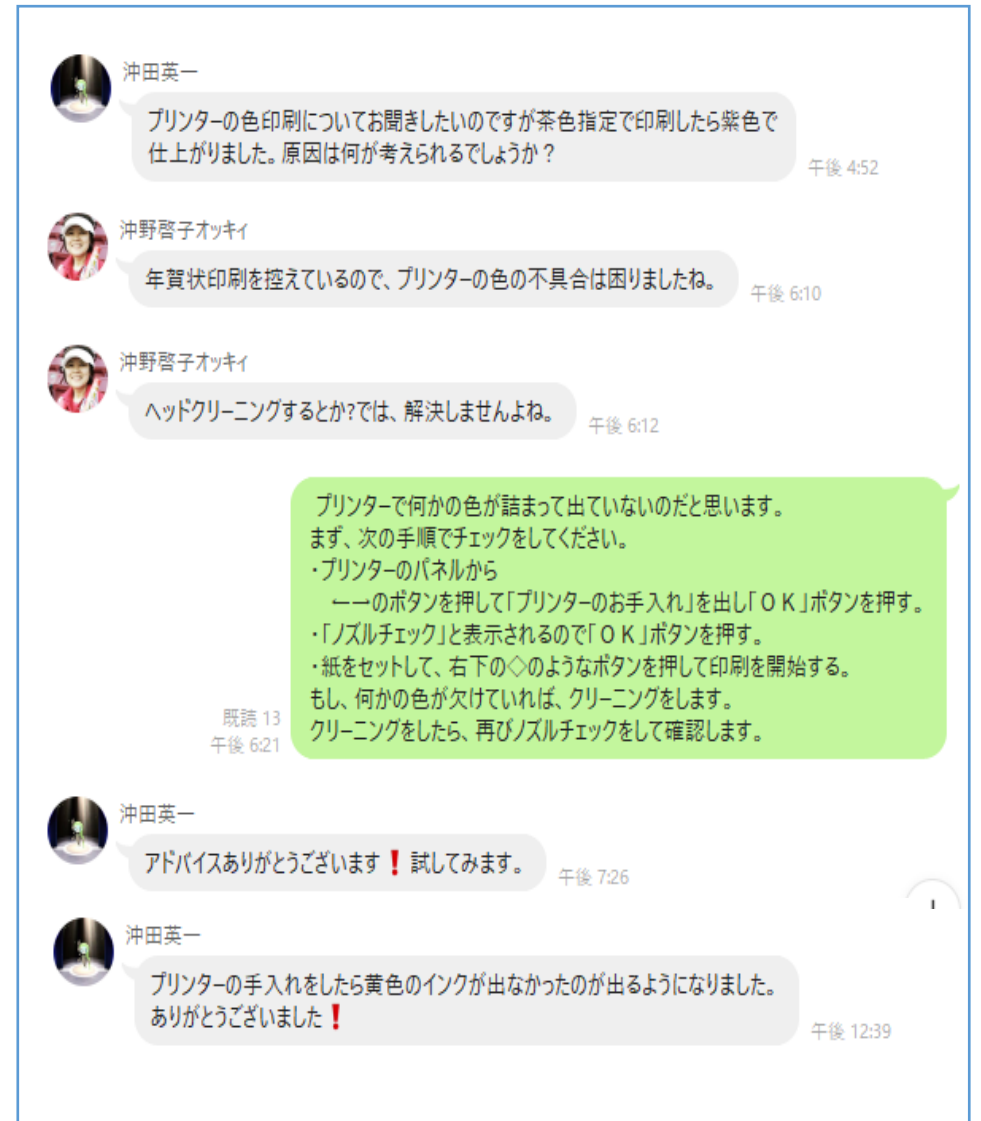 沖田英一
プリンターの色印刷についてお聞きしたいのですが茶色指定で印刷したら紫色で
仕上がりました。原因は何が考えられるでしょうか？
午後 4:52
沖野啓子オッキィ
年賀状印刷を控えているので、プリンターの色の不具合は困りましたね。
午後 6:10
沖野啓子オッキィ
ヘッドクリーニングするとか?では、解決しませんよね。
午後 6:12
プリンターで何かの色が詰まって出ていないのだと思います。
まず、次の手順でチェックをしてください。
・プリンターのパネルから
←→のボタンを押して「プリンターのお手入れ」を出し「ＯＫ」ボタンを押す。
・「ノズルチェック」と表示されるので「ＯＫ」ボタンを押す。
・紙をセットして、右下の◇のようなボタンを押して印刷を開始する。
もし、何かの色が欠けていれば、クリーニングをします。
クリーニングをしたら、再びノズルチェックをして確認します。
既読 13
午後 6:21
沖田英一
アドバイスありがとうございます❗試してみます。
午後 7:26
沖田英一
プリンターの手入れをしたら黄色のインクが出なかったのが出るようになりました。
ありがとうございました❗
午後 12:39